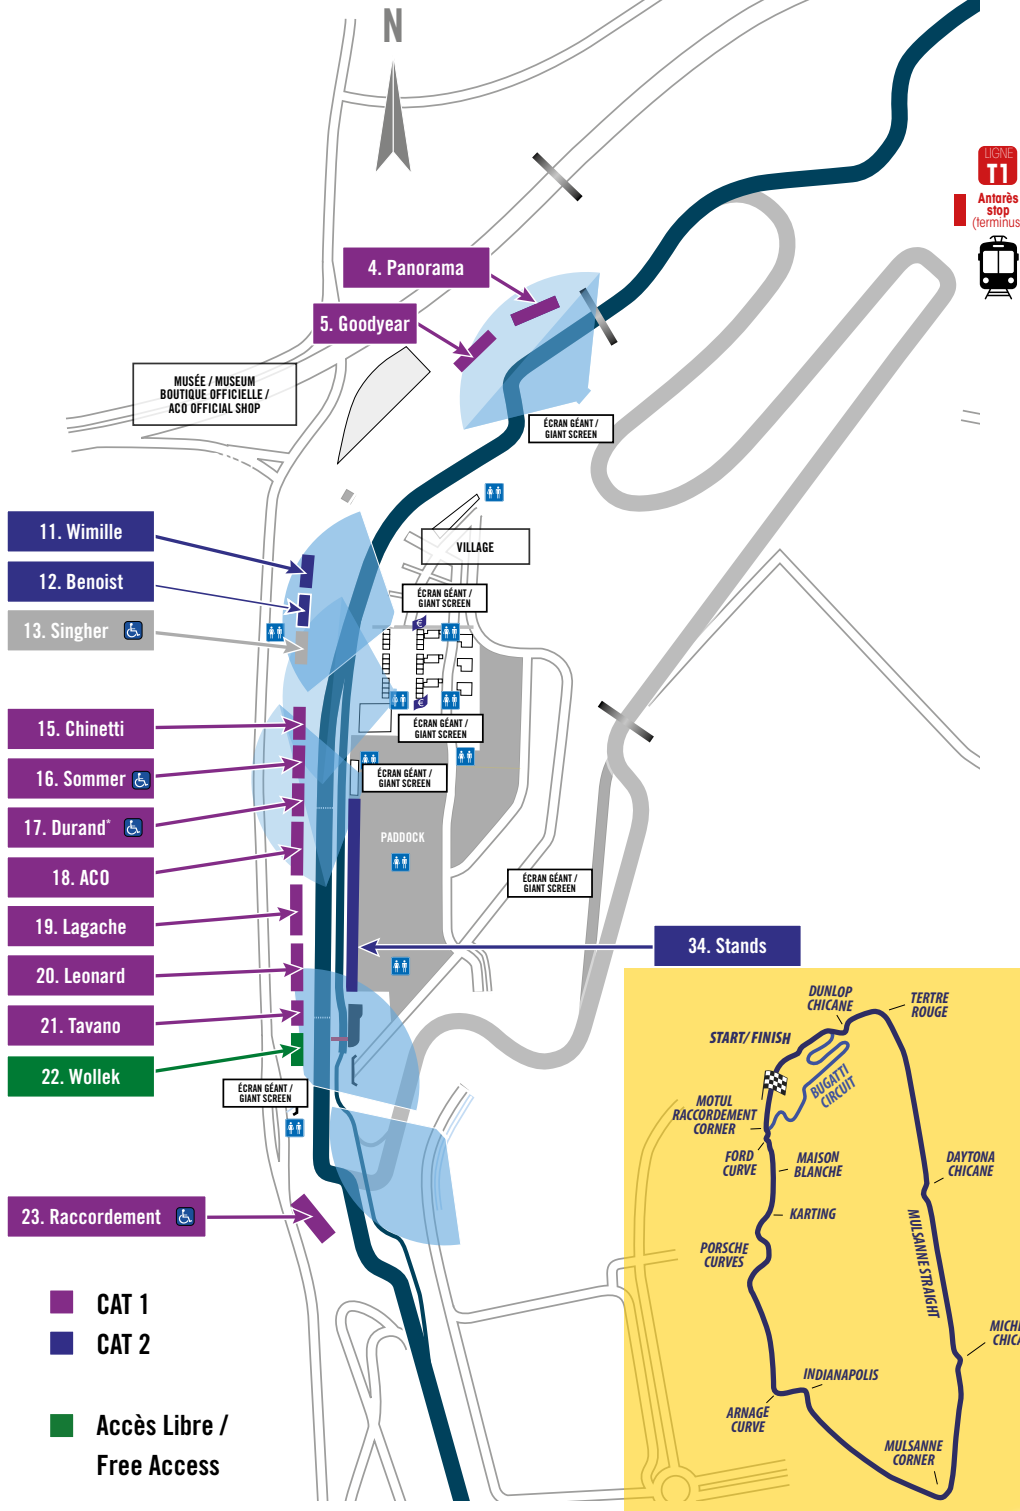 N
LIGNE
T1
Antarès
stop
(terminus
4. Panorama
5. Goodyear
MUSÉE / MUSEUM
BOUTIQUE OFFICIELLE /
ACO OFFICIAL SHOP
ÉCRAN GÉANT /
GIANT SCREEN
11. Wimille
VILLAGE
12. Benoist
ÉCRAN GÉANT /
GIANT SCREEN
€
13. Singher
€
15. Chinetti
ÉCRAN GÉANT /
GIANT SCREEN
16. Sommer
ÉCRAN GÉANT /
GIANT SCREEN
17. Durand*
PADDOCK
18. ACO
ÉCRAN GÉANT /
GIANT SCREEN
19. Lagache
34. Stands
20. Leonard
21. Tavano
22. Wollek
ÉCRAN GÉANT /
GIANT SCREEN
23. Raccordement
CAT 1
CAT 2
Accès Libre /
Free Access
DUNLOP
CHICANE
TERTRE
ROUGE
START/ FINISH
BUGATTI
CIRCUIT
MOTUL
RACCORDEMENT
CORNER
FORD
CURVE
MAISON
BLANCHE
DAYTONA
CHICANE
KARTING
PORSCHE
CURVES
MULSANNE STRAIGHT
MICHE
CHICA
INDIANAPOLIS
ARNAGE
CURVE
MULSANNE
CORNER